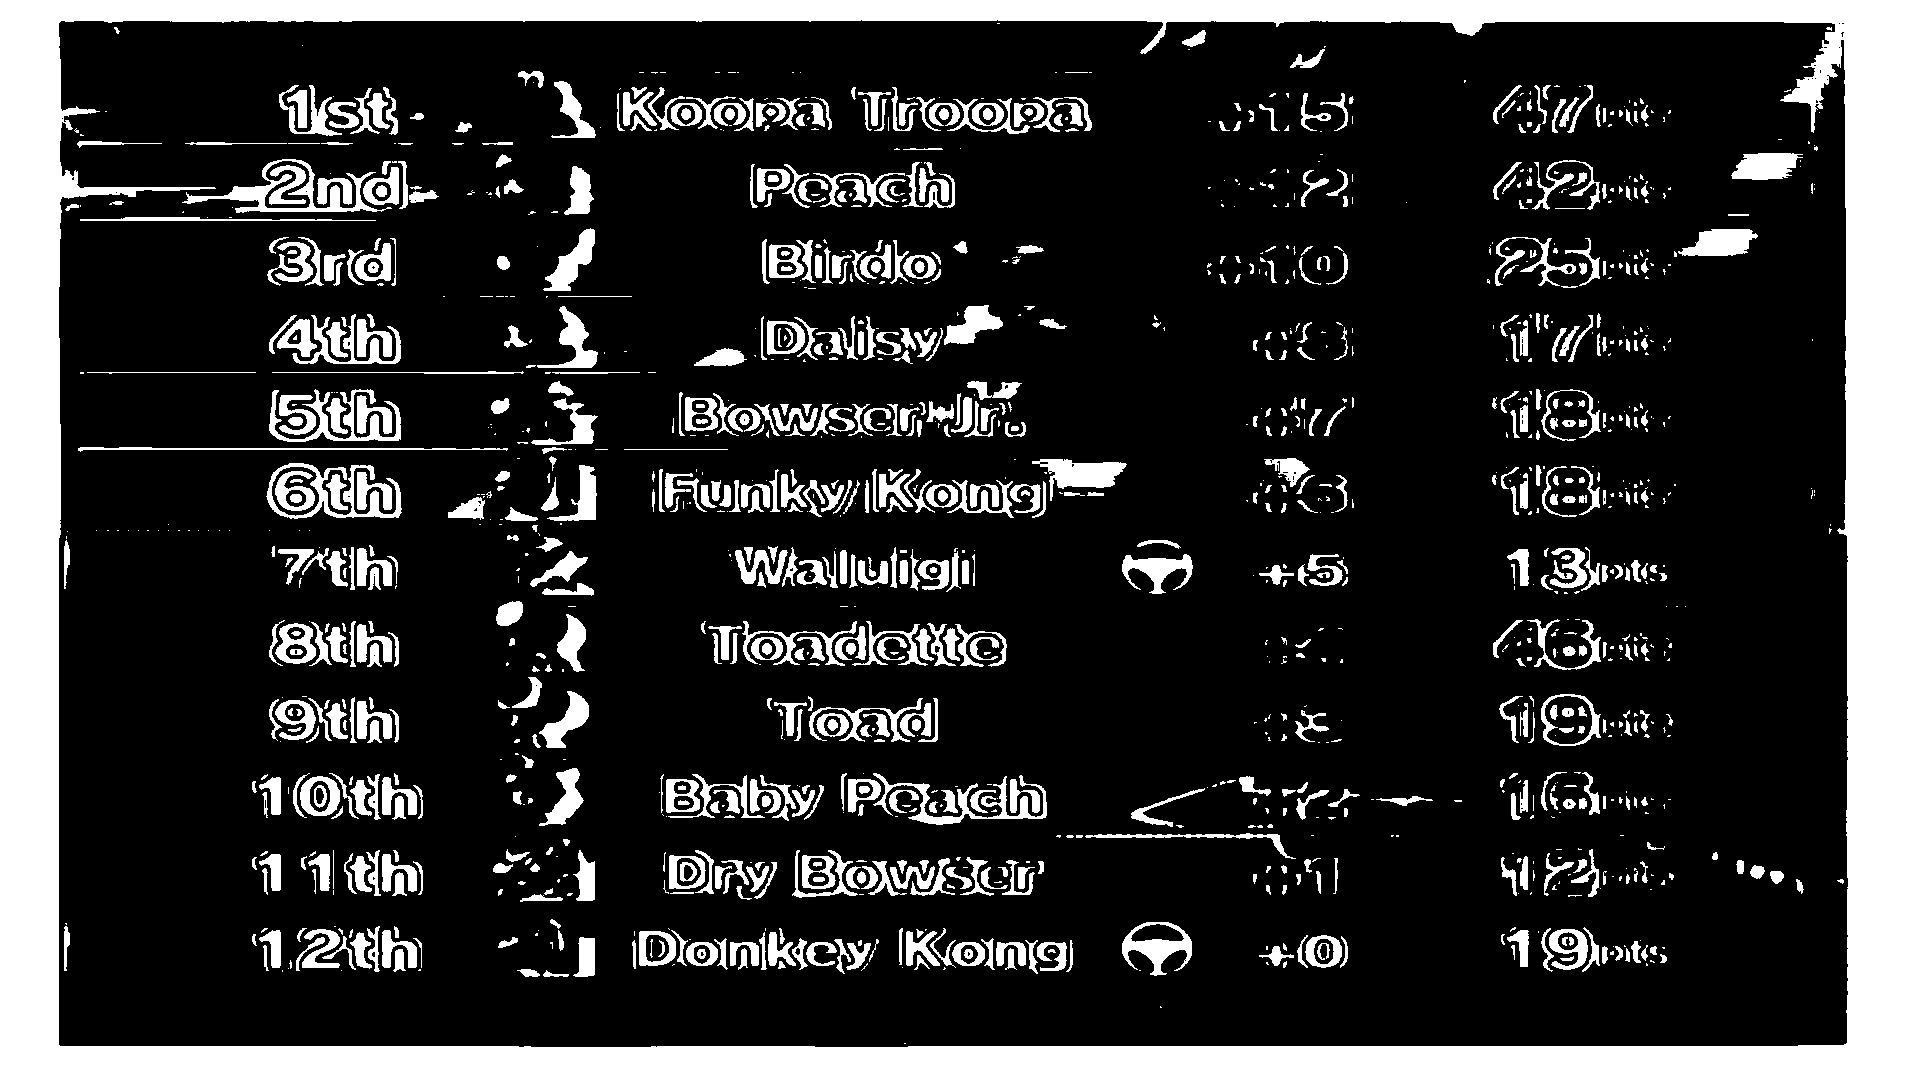 1st Koopa Troopa +15 47pts
2nd Peach +12 42pts
3rd Birdo +10 25pts
4th Daisy +8 17pts
5th Bowser Jr. +7 18pts
6th Funky Kong +6 18pts
7th Waluigi +5 13pts
8th Toadette +4 46pts
9th Toad +3 19pts
10th Baby Peach +2 16pts
11th Dry Bowser +1 12pts
12th Donkey Kong +0 19pts